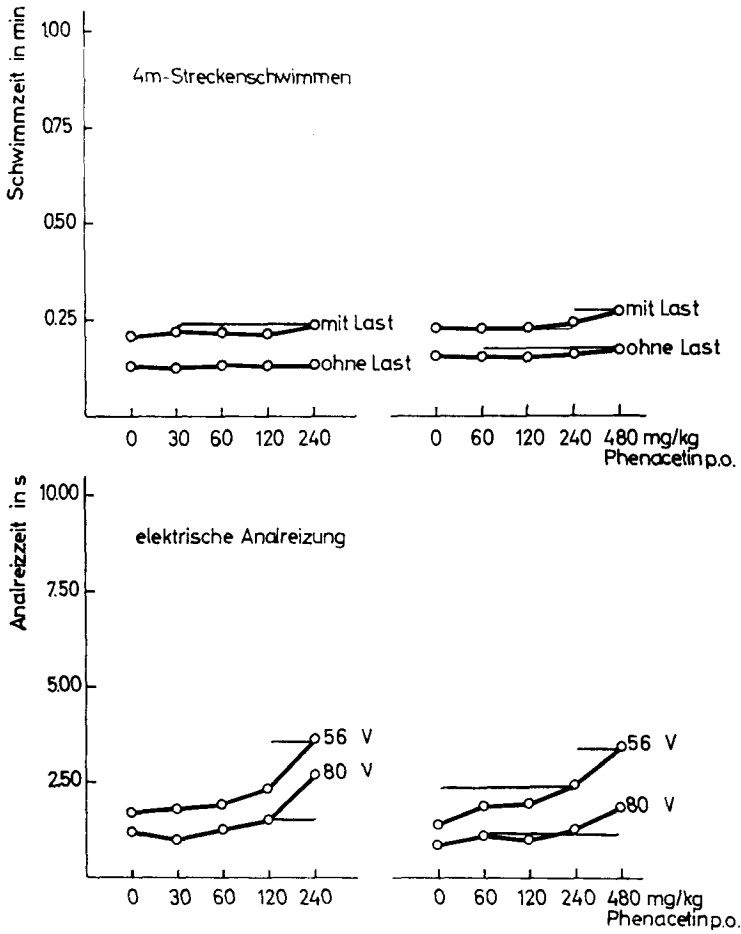 Schwimmzeit in min
1.00
0.75
0.50
0.25
4m-Streckenschwimmen
mit Last
ohne Last
0 30 60 120 240
mit Last
ohne Last
0 60 120 240 480 mg/kg
Phenacetin p.o.
Analreizzeit in s
10.00
7.50
5.00
2.50
elektrische Analreizung
56 V
80 V
0 30 60 120 240
56 V
80 V
0 60 120 240 480 mg/kg
Phenacetin p.o.